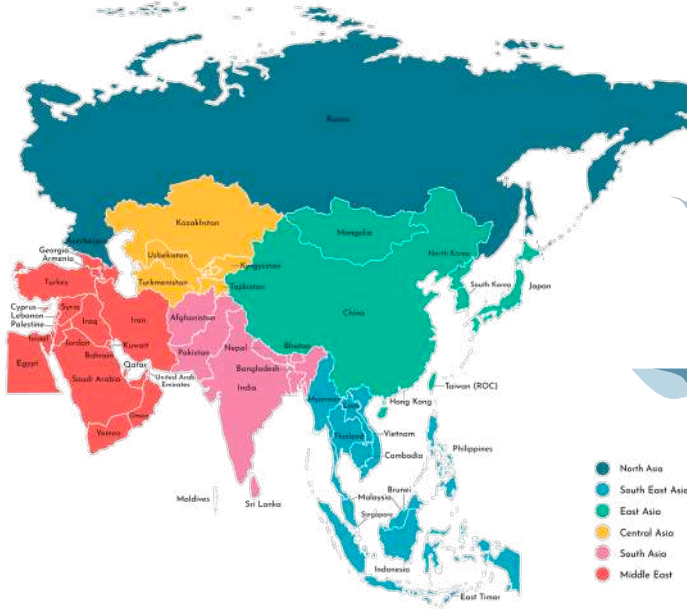 Russia
Kazakhstan
Mongolia
Azerbaijan
Georgia
Armenia
Uzbekistan
Kyrgyzstan
North Korea
Turkey
Turkmenistan
Tajikistan
South Korea
Japan
Cyprus
Lebanon
Palestine
Syria
Iraq
Iran
Afghanistan
China
Israel
Jordan
Kuwait
Pakistan
Nepal
Bhutan
Egypt
Bahrain
Qatar
Bangladesh
Saudi Arabia
United Arab
Emirates
India
Taiwan (ROC)
Myanmar
Laos
Hong Kong
Oman
Yemen
Thailand
Vietnam
Philippines
Cambodia
Maldives
Sri Lanka
Brunei
Malaysia
Singapore
Indonesia
East Timor
North Asia
South East Asia
East Asia
Central Asia
South Asia
Middle East